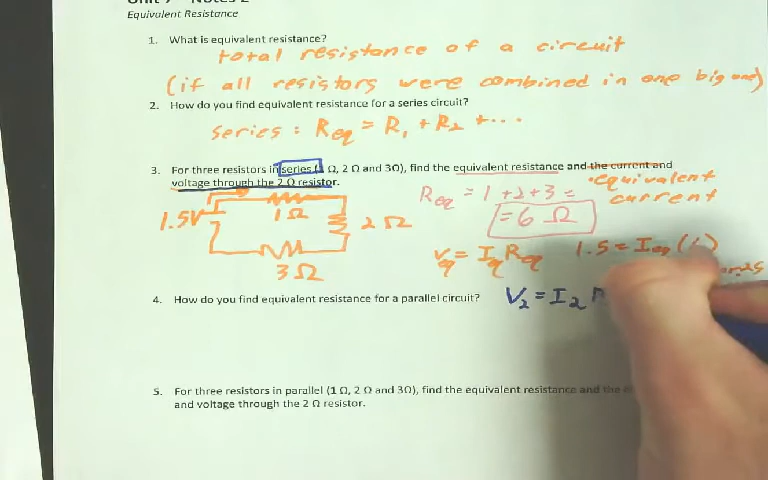 Equivalent Resistance
1. What is equivalent resistance?
total resistance of a circuit
(if all resistors were combined in one big one)
2. How do you find equivalent resistance for a series circuit?
series : Req = R1 + R2 + ...
3. For three resistors in series (1 Ω, 2 Ω and 3Ω), find the equivalent resistance and the current and
voltage through the 2 Ω resistor.
• equivalent
current
Req = 1 + 2 + 3 =
= 6 Ω
1.5V
1 Ω
2 Ω
3 Ω
Veq = Ieq Req
1.5 = Ieq (
4. How do you find equivalent resistance for a parallel circuit?
V2 = I2
5. For three resistors in parallel (1 Ω, 2 Ω and 3Ω), find the equivalent resistance and the
and voltage through the 2 Ω resistor.